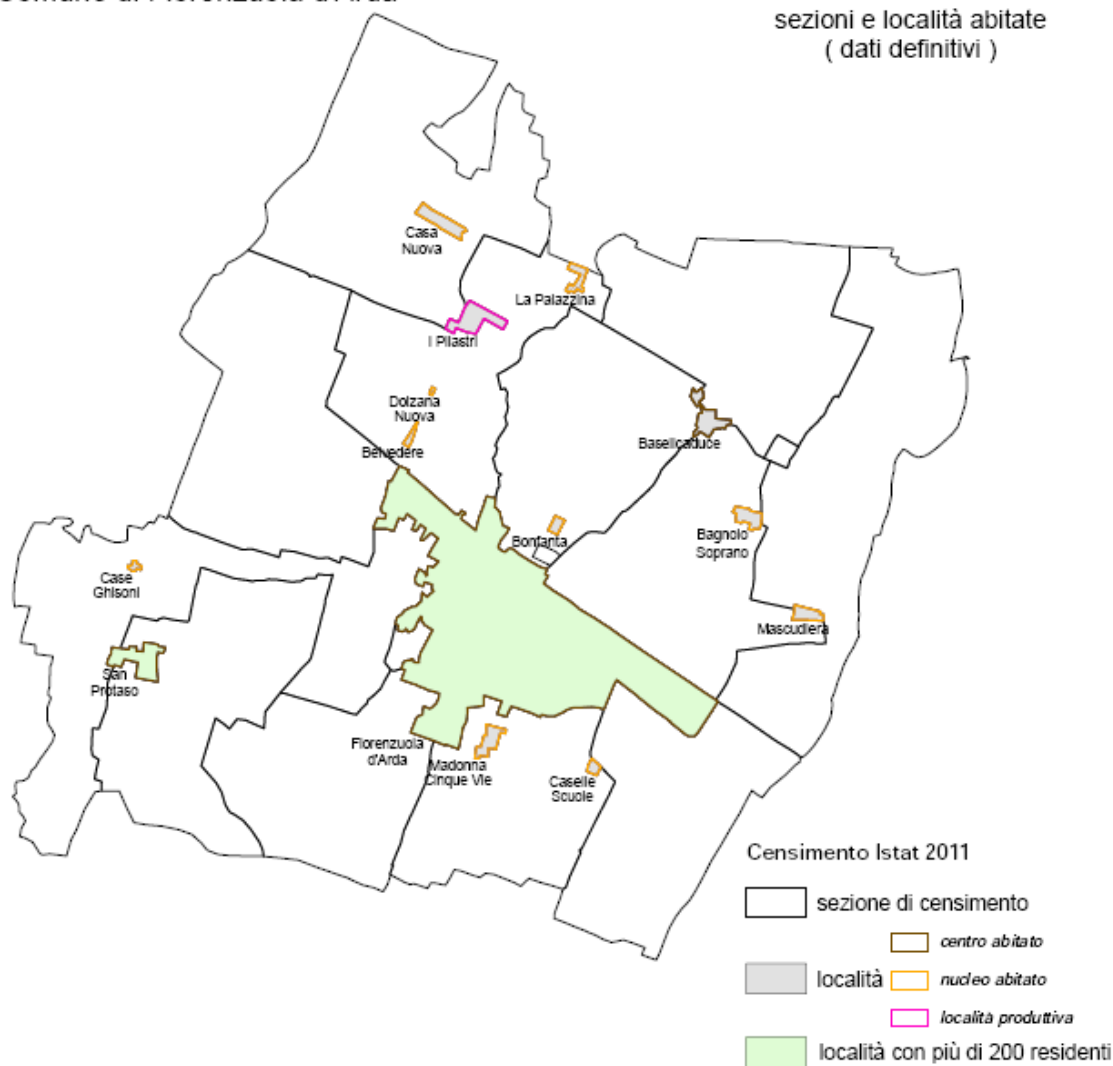 sezioni e località abitate
( dati definitivi )
Casa
Nuova
La Palazzina
I Pilastri
Dolzana
Nuova
Belvedere
Baselicaduce
Bonfanta
Bagnolo
Soprano
Case
Ghisoni
Mascudiera
San
Protaso
Fiorenzuola
d'Arda
Madonna
Cinque Vie
Caselle
Scuole
Censimento Istat 2011
sezione di censimento
centro abitato
località
nucleo abitato
località produttiva
località con più di 200 residenti